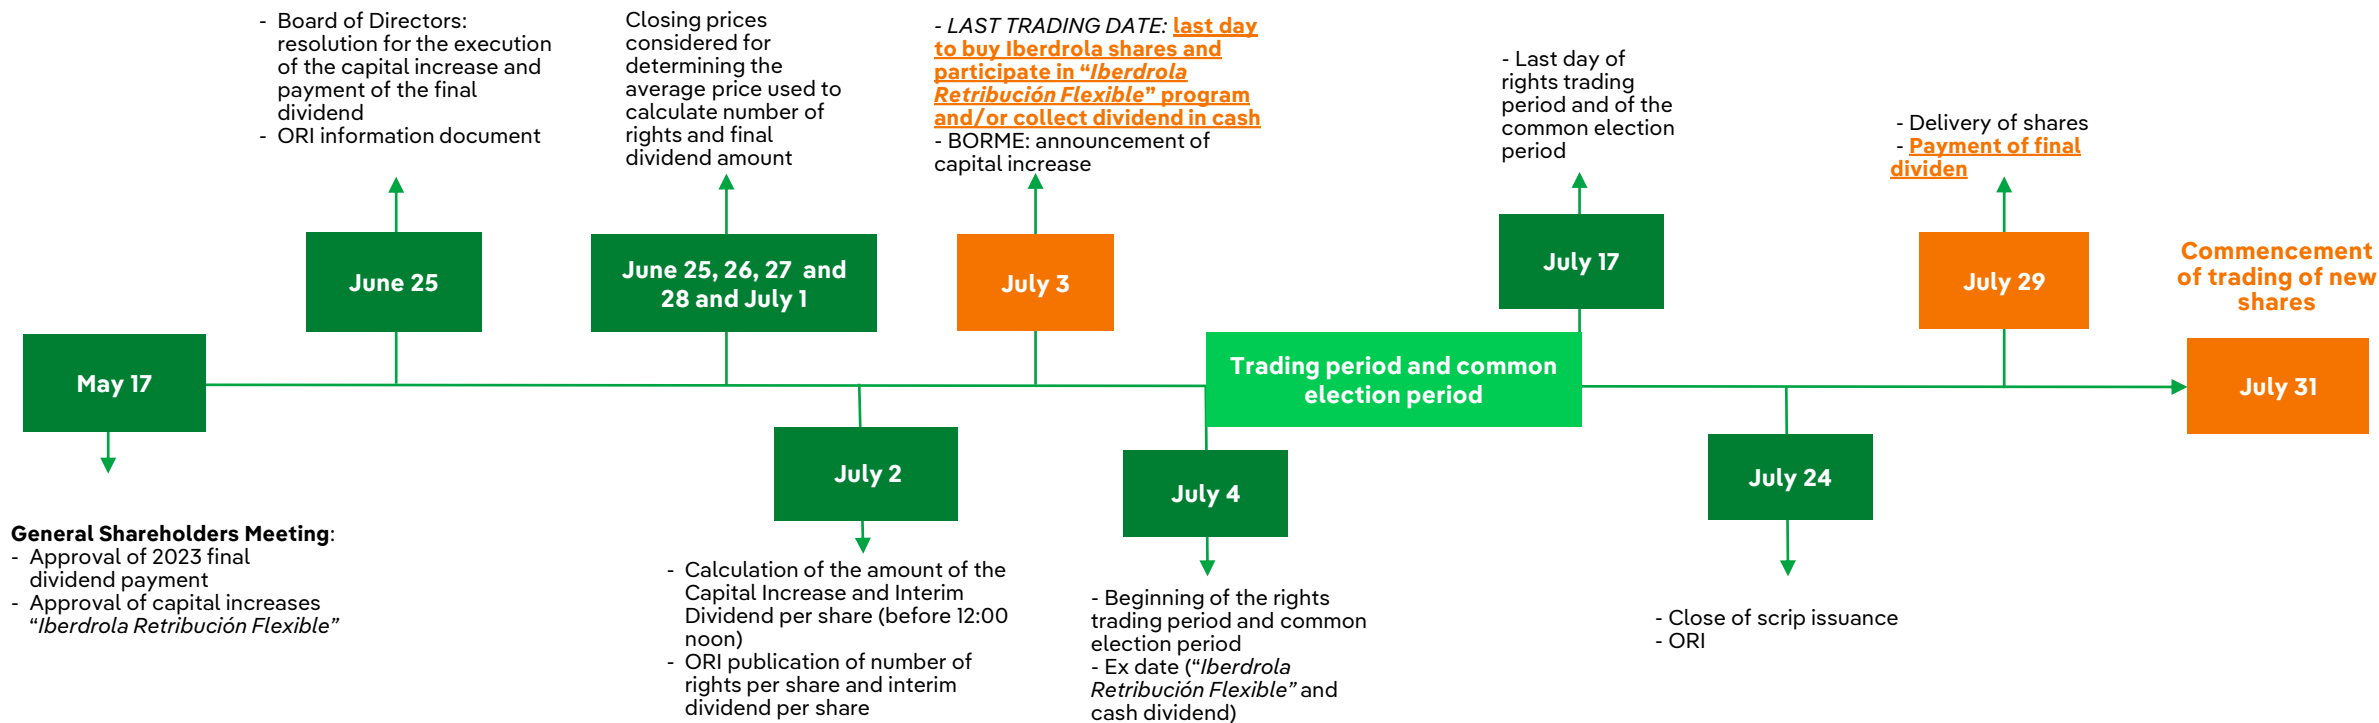 - Board of Directors:
resolution for the execution
of the capital increase and
payment of the final
dividend
- ORI information document
Closing prices
considered for
determining the
average price used to
calculate number of
rights and final
dividend amount
- LAST TRADING DATE: last day
to buy Iberdrola shares and
participate in “Iberdrola
Retribución Flexible” program
and/or collect dividend in cash
- BORME: announcement of
capital increase
- Last day of
rights trading
period and of the
common election
period
- Delivery of shares
- Payment of final
dividen
June 25
June 25, 26, 27 and
28 and July 1
July 3
July 17
July 29
Commencement
of trading of new
shares
May 17
Trading period and common
election period
July 31
July 2
July 4
July 24
General Shareholders Meeting:
- Approval of 2023 final
dividend payment
- Approval of capital increases
“Iberdrola Retribución Flexible”
- Calculation of the amount of the
Capital Increase and Interim
Dividend per share (before 12:00
noon)
- ORI publication of number of
rights per share and interim
dividend per share
- Beginning of the rights
trading period and common
election period
- Ex date (“Iberdrola
Retribución Flexible” and
cash dividend)
- Close of scrip issuance
- ORI